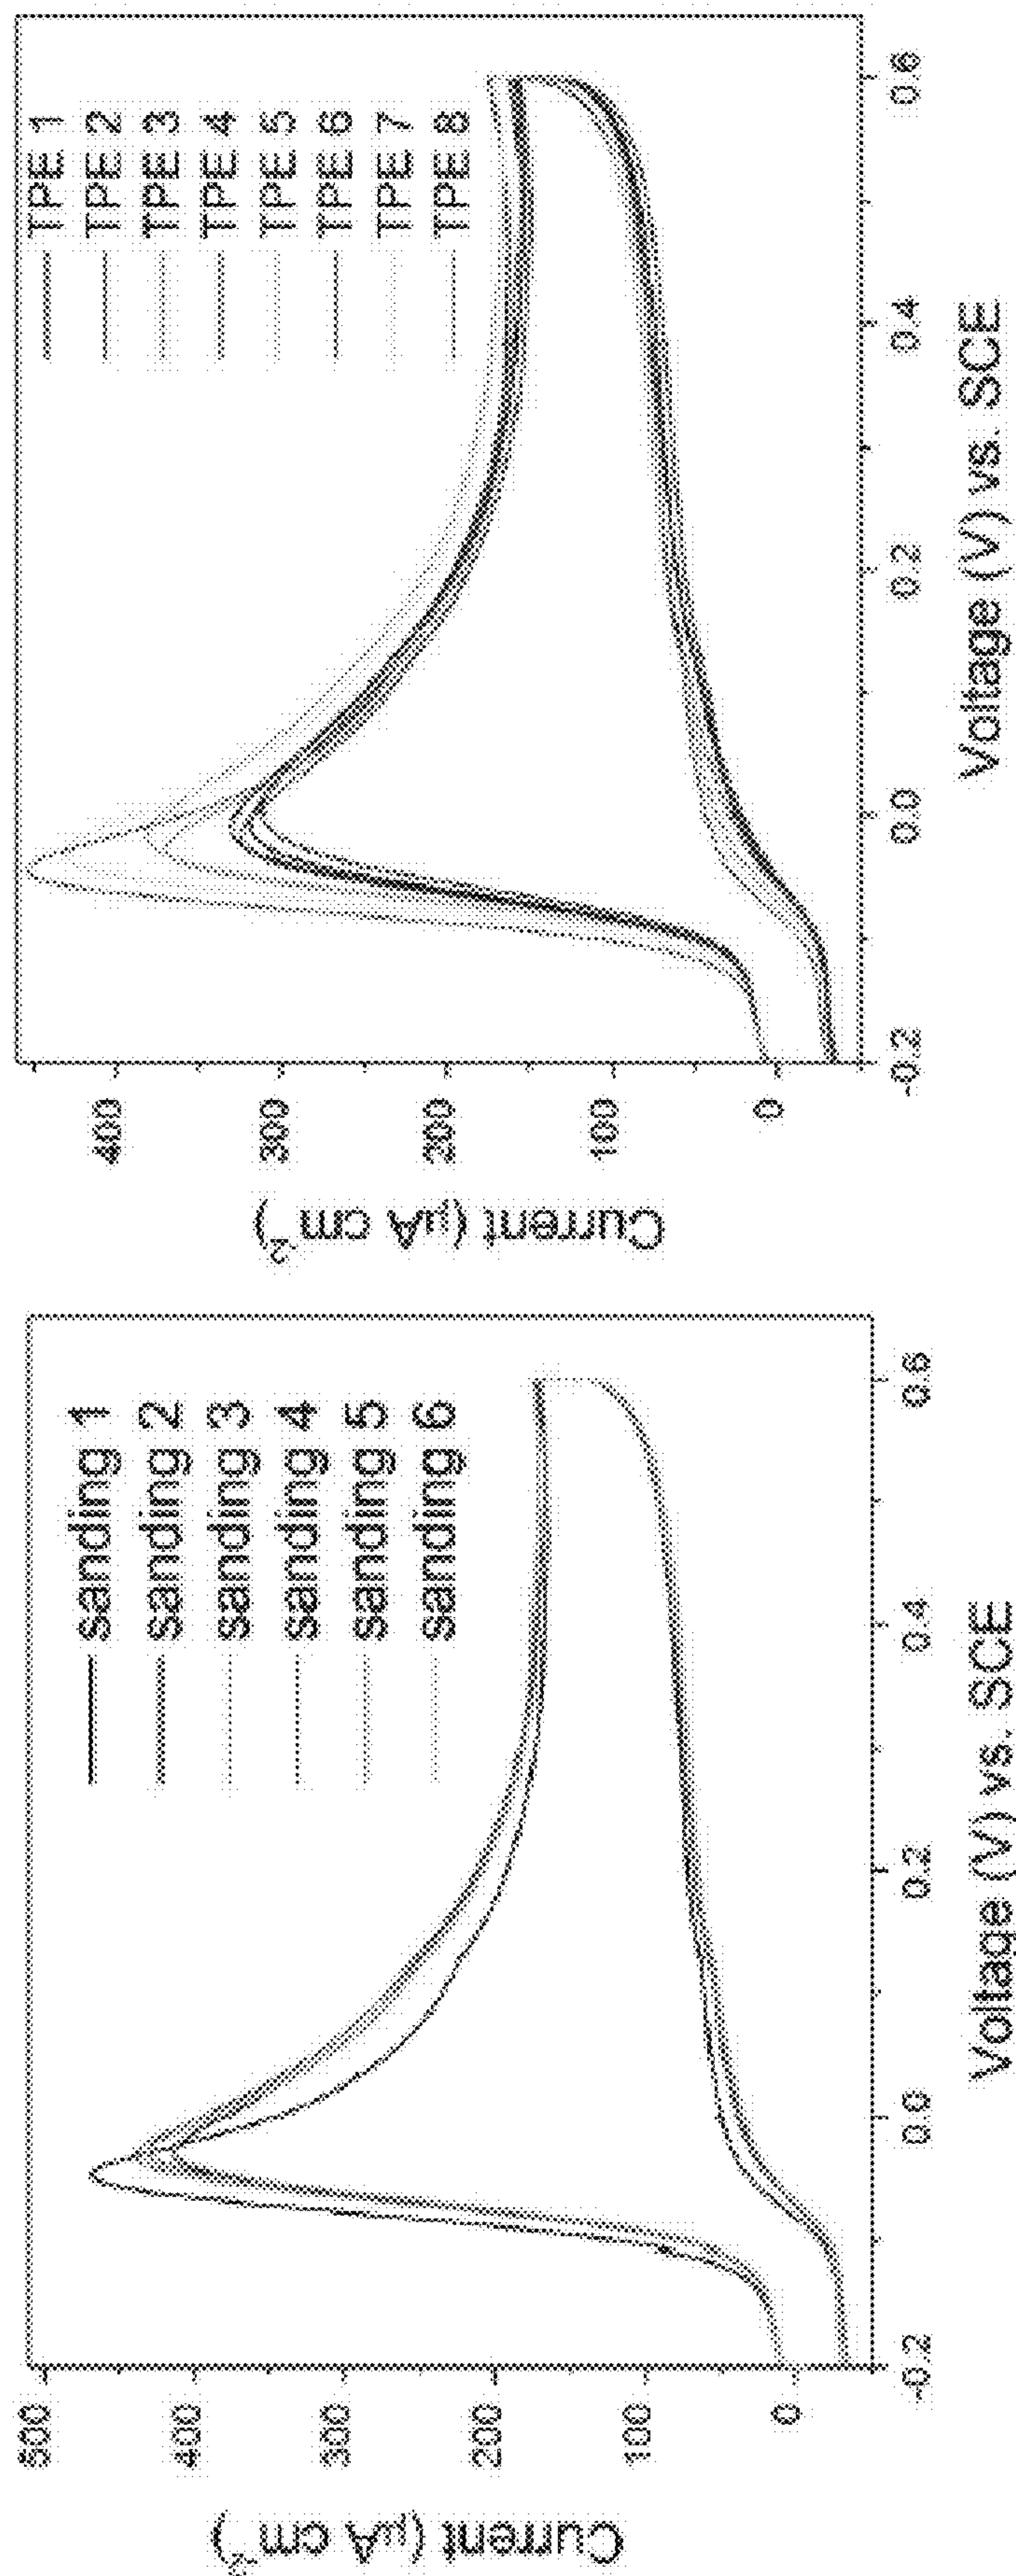 500
400
300
200
100
0
Current (μA cm⁻²)
sanding 1
sanding 2
sanding 3
sanding 4
sanding 5
sanding 6
-0.2
0.0
0.2
0.4
0.6
Voltage (V) vs. SCE
400
300
200
100
0
Current (μA cm⁻²)
TPE 1
TPE 2
TPE 3
TPE 4
TPE 5
TPE 6
TPE 7
TPE 8
-0.2
0.0
0.2
0.4
0.6
Voltage (V) vs. SCE